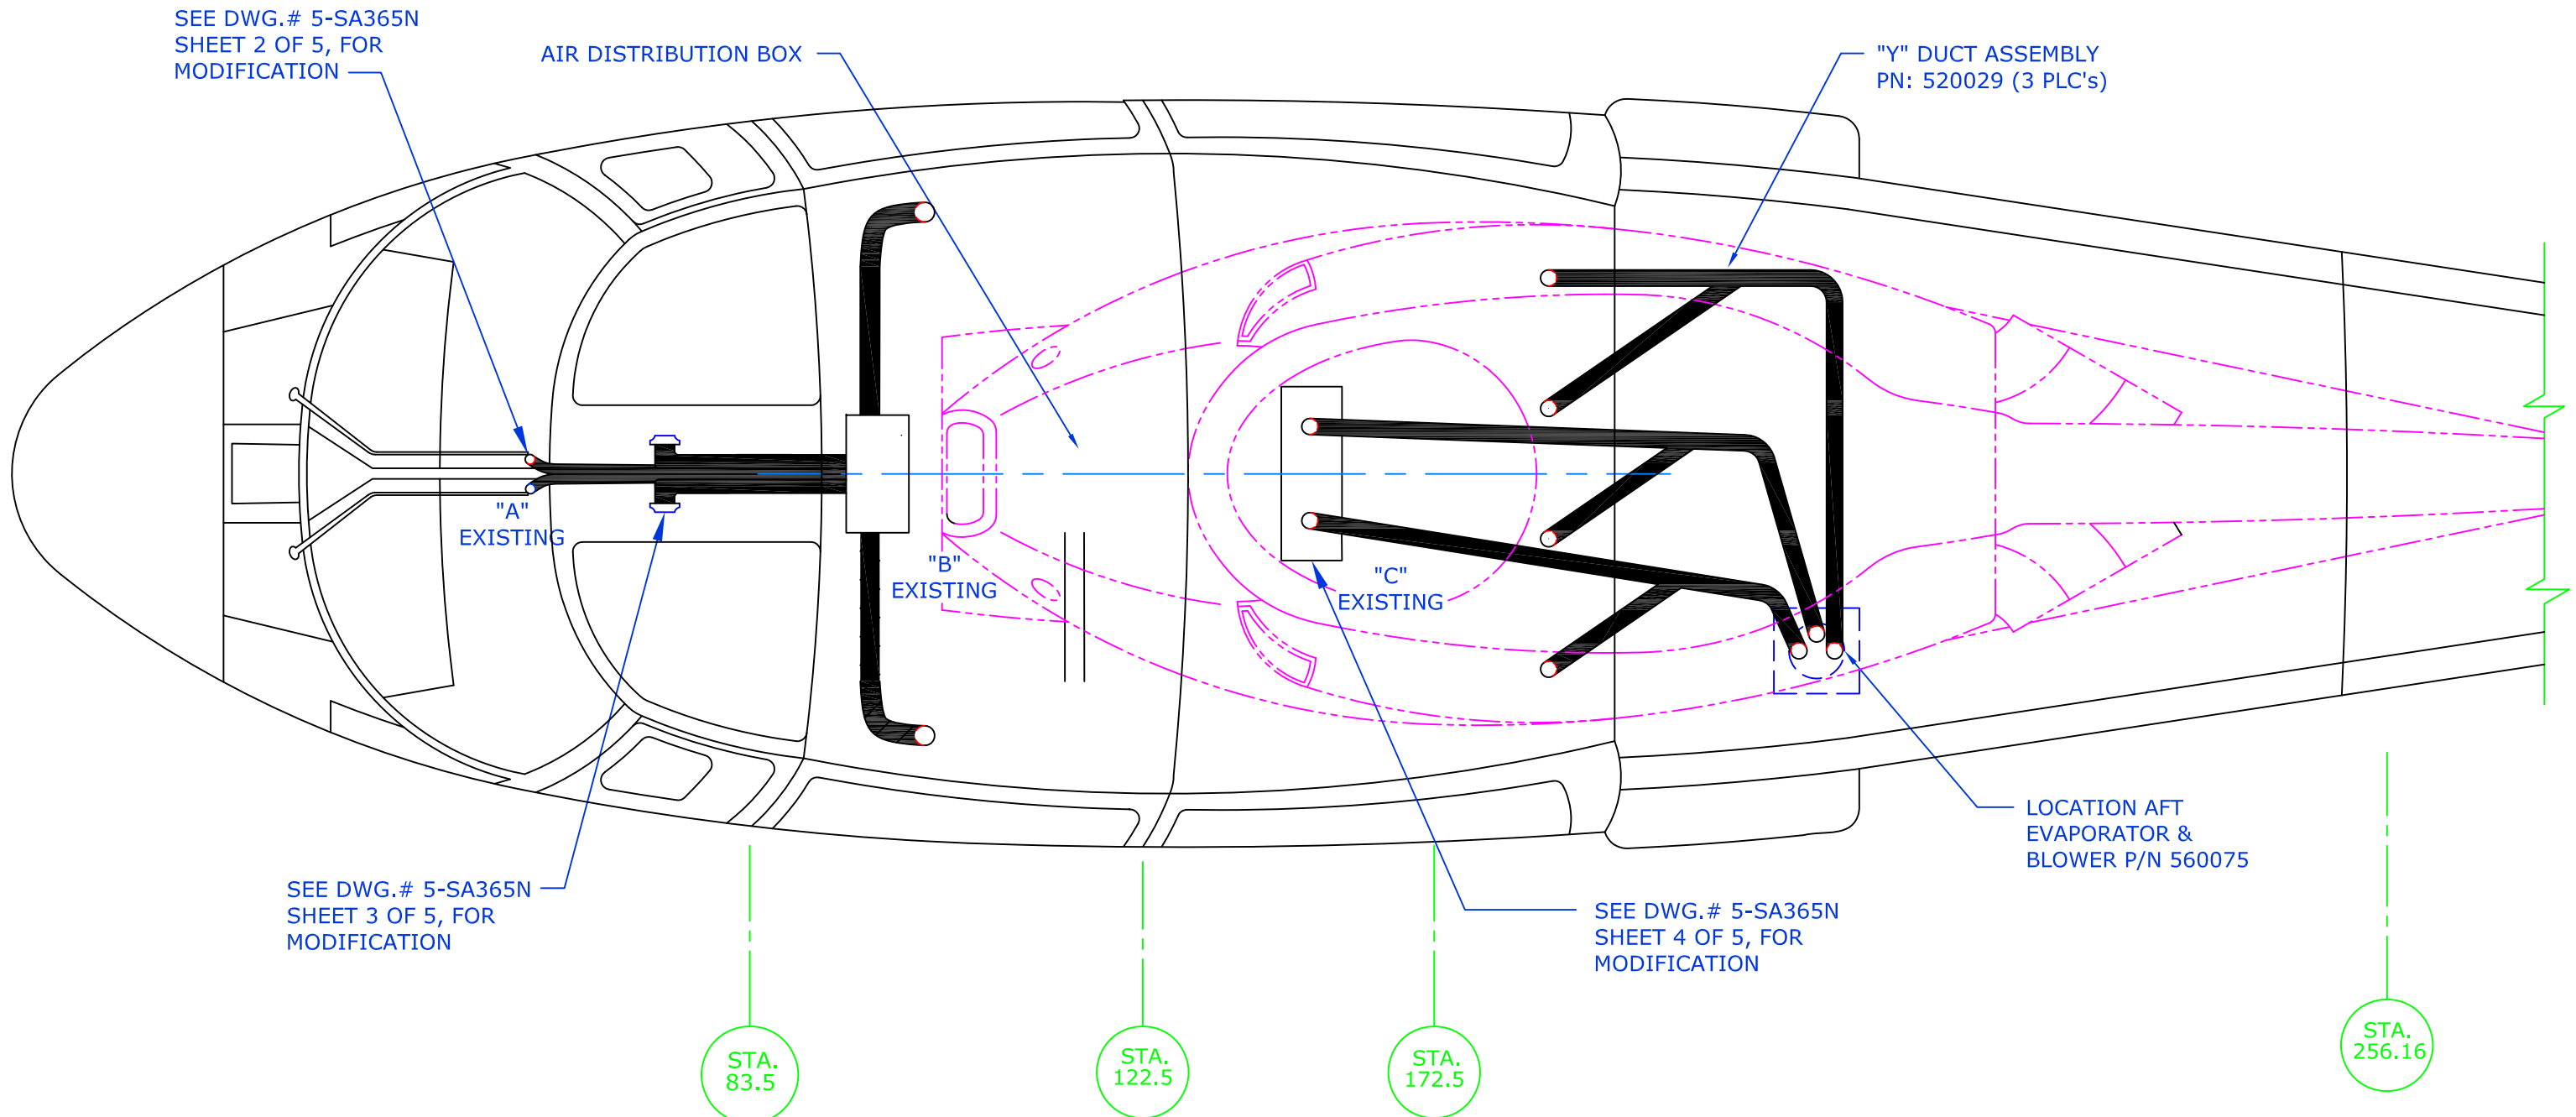 SEE DWG.# 5-SA365N
SHEET 2 OF 5, FOR
MODIFICATION
AIR DISTRIBUTION BOX
"Y" DUCT ASSEMBLY
PN: 520029 (3 PLC's)
"A"
EXISTING
"B"
EXISTING
"C"
EXISTING
SEE DWG.# 5-SA365N
SHEET 3 OF 5, FOR
MODIFICATION
SEE DWG.# 5-SA365N
SHEET 4 OF 5, FOR
MODIFICATION
LOCATION AFT
EVAPORATOR &
BLOWER P/N 560075
STA.
83.5
STA.
122.5
STA.
172.5
STA.
256.16